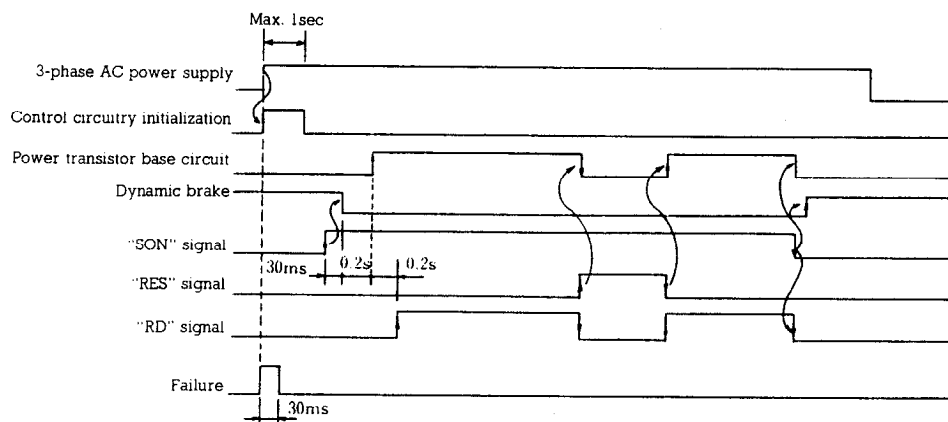 Max. 1sec
3-phase AC power supply
Control circuitry initialization
Power transistor base circuit
Dynamic brake
"SON" signal
30ms 0.2s 0.2s
"RES" signal
"RD" signal
Failure
30ms